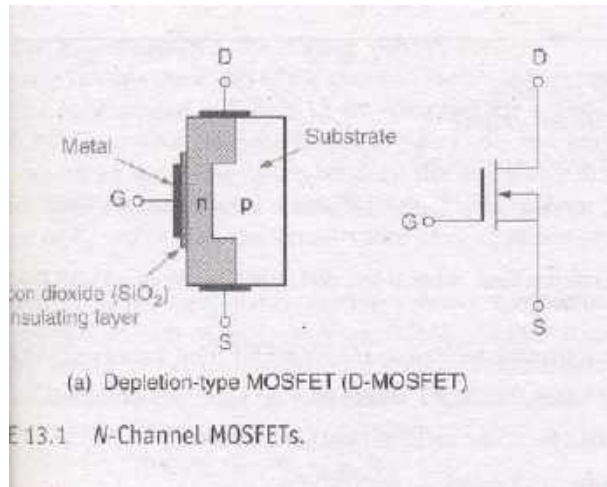 D
D
Metal
Substrate
G
n
p
G
con dioxide (SiO₂)
nsulating layer
S
S
(a) Depletion-type MOSFET (D-MOSFET)
E 13.1 N-Channel MOSFETs.